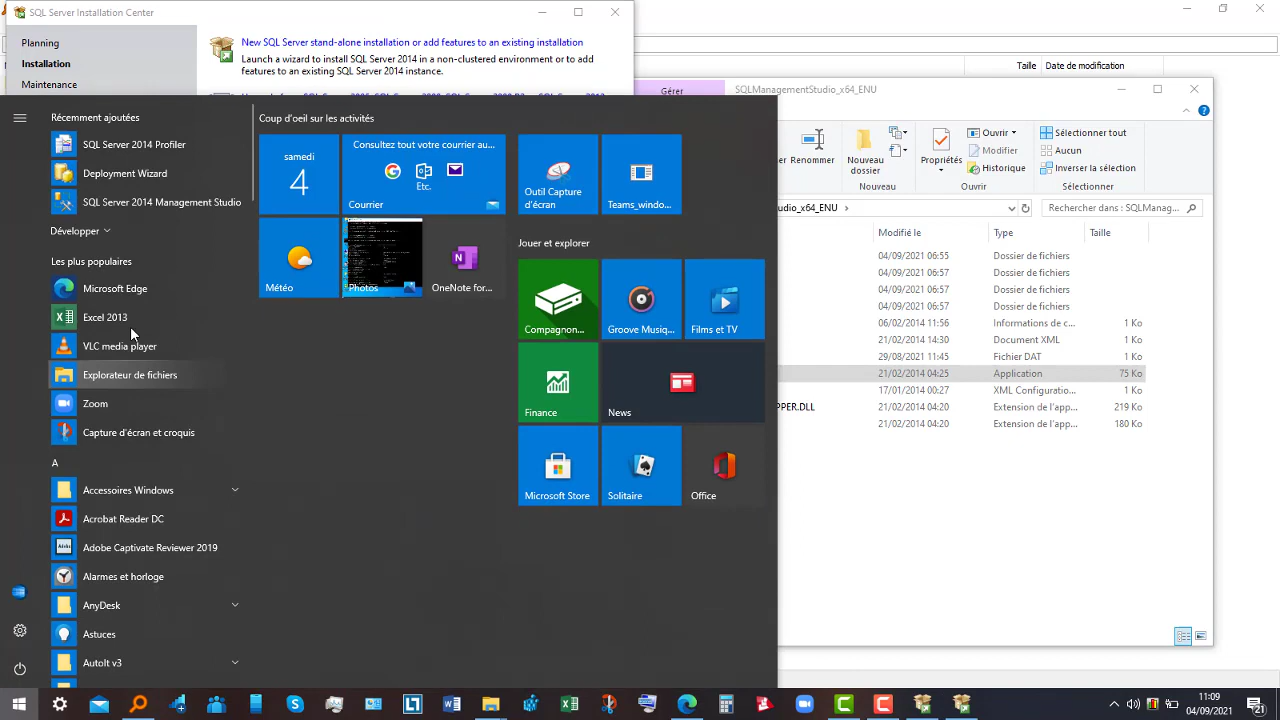 SQL Server Installation Center
Planning
Installation
Maintenance
New SQL Server stand-alone installation or add features to an existing installation
Launch a wizard to install SQL Server 2014 in a non-clustered environment or to add
features to an existing SQL Server 2014 instance.
Taille
Date de modification
Gérer
SQLManagementStudio_x64_ENU
Renommer
Nouveau
dossier
Nouveau
Propriétés
Ouvrir
Modifier
Historique
Ouvrir
Sélectionner tout
Aucun
Inverser la sélection
Sélectionner
udio_x64_ENU
Rechercher dans : SQLManag...
Modifié le
Type
Taille
04/09/2021 06:55
Dossier de fichiers
04/09/2021 06:57
Dossier de fichiers
04/09/2021 06:57
Dossier de fichiers
04/09/2021 06:57
Dossier de fichiers
06/02/2014 11:56
Informations de c...
1 Ko
21/02/2014 14:30
Document XML
1 Ko
29/08/2021 11:45
Fichier DAT
1 Ko
21/02/2014 04:25
Application
75 Ko
17/01/2014 00:27
XML Configuratio...
1 Ko
PPER.DLL
21/02/2014 04:20
Extension de l'app...
219 Ko
21/02/2014 04:20
Extension de l'app...
180 Ko
Récemment ajoutées
SQL Server 2014 Profiler
Deployment Wizard
SQL Server 2014 Management Studio
Développer
Les plus populaires
Microsoft Edge
Excel 2013
VLC media player
Explorateur de fichiers
Zoom
Capture d'écran et croquis
A
Accessoires Windows
Acrobat Reader DC
Adobe Captivate Reviewer 2019
Alarmes et horloge
AnyDesk
Astuces
AutoIt v3
Coup d'oeil sur les activités
samedi
4
Consultez tout votre courrier au...
Etc.
Courrier
Météo
Photos
OneNote for...
Outil Capture
d'écran
Teams_windo...
Jouer et explorer
Compagnon...
Groove Musiq...
Films et TV
Finance
News
Microsoft Store
Solitaire
Office
11:09
04/09/2021
21